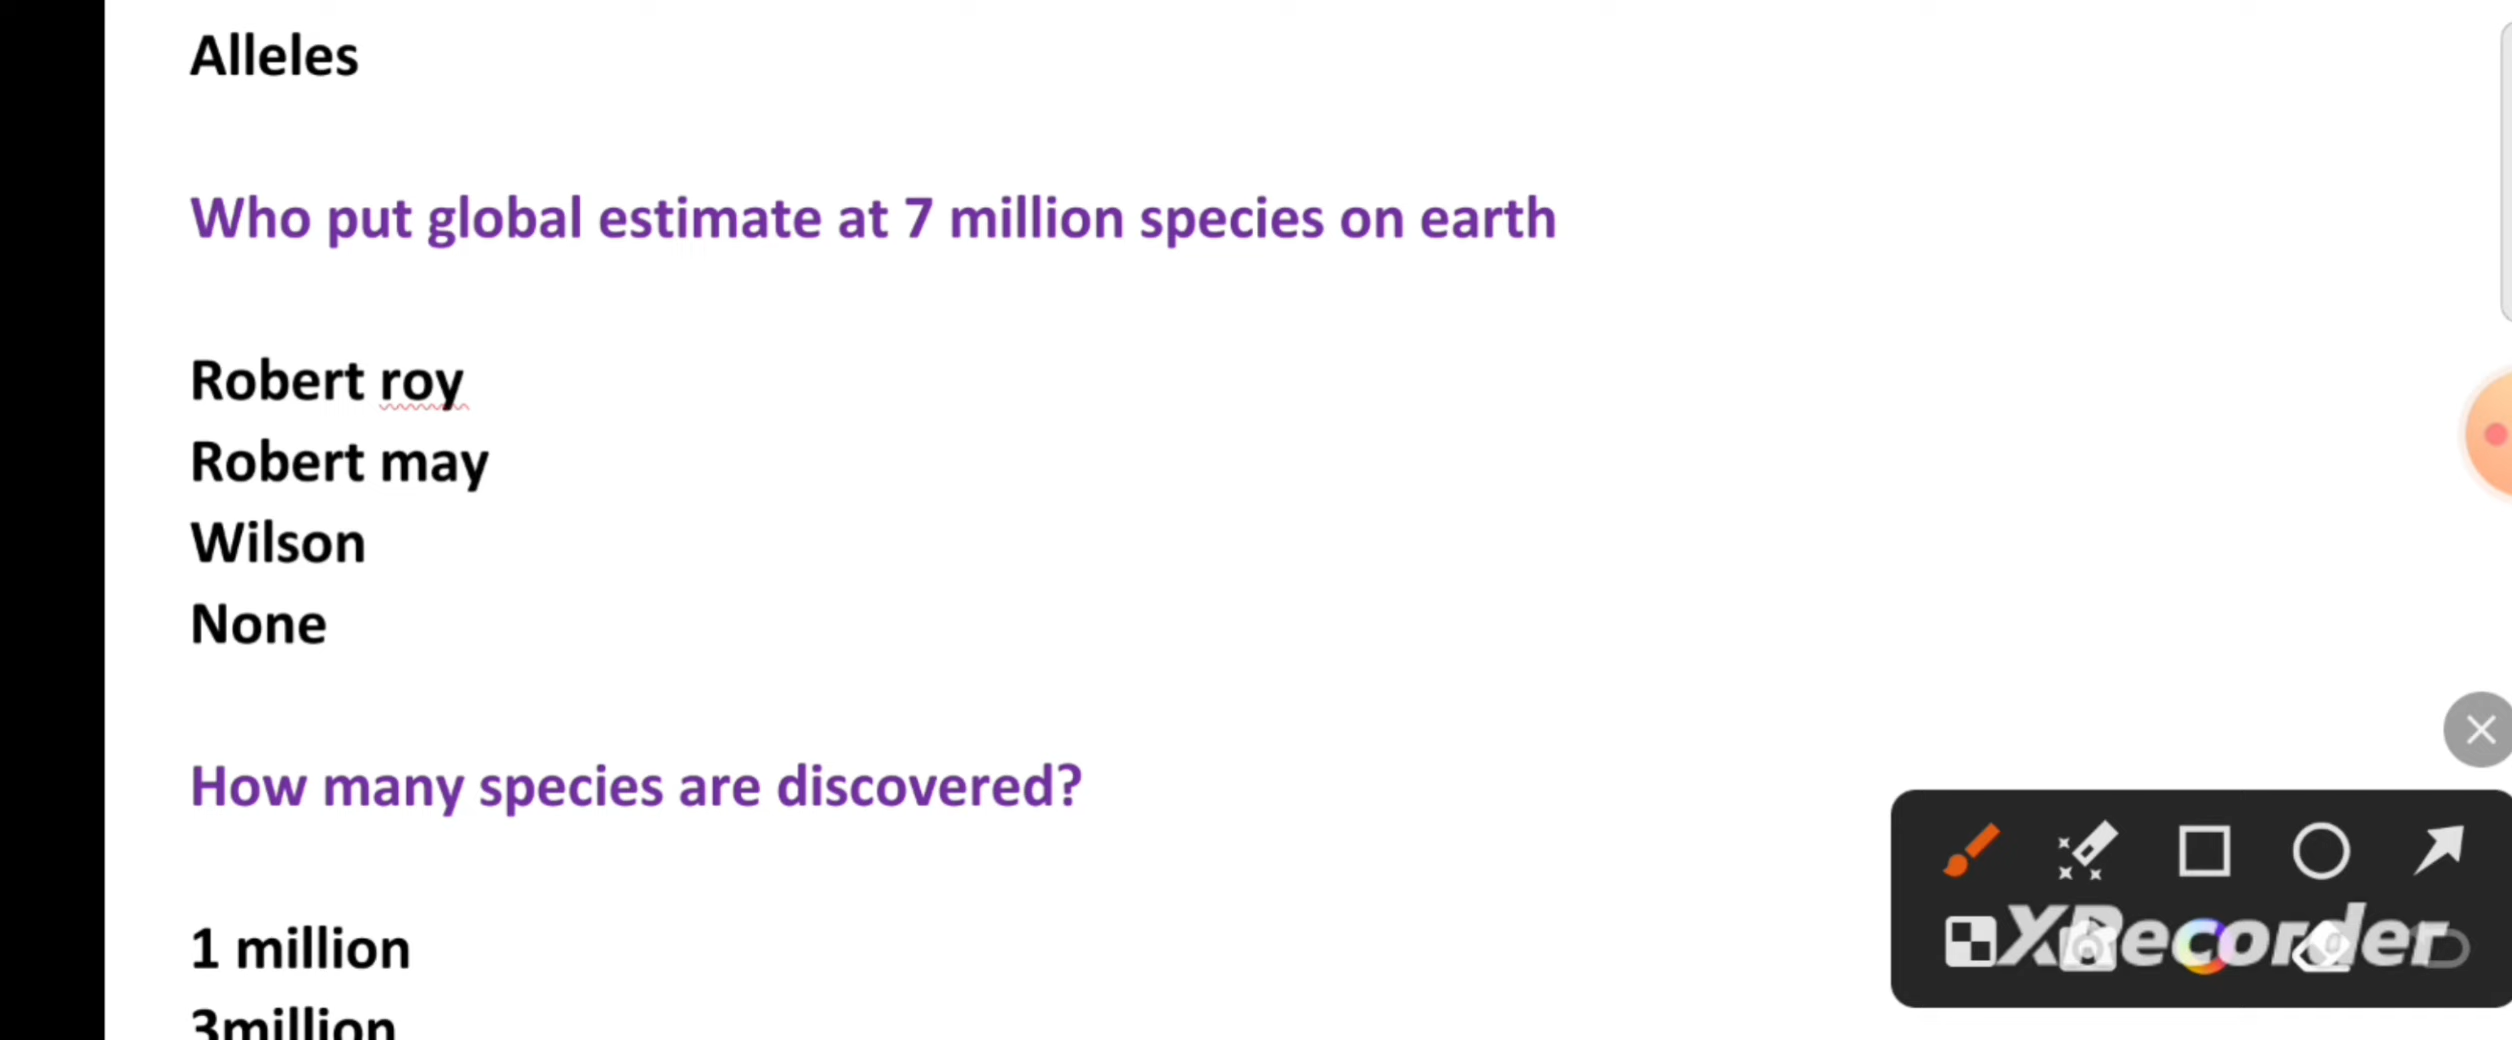 Alleles
Who put global estimate at 7 million species on earth
Robert roy
Robert may
Wilson
None
How many species are discovered?
1 million
3million
XRecorder